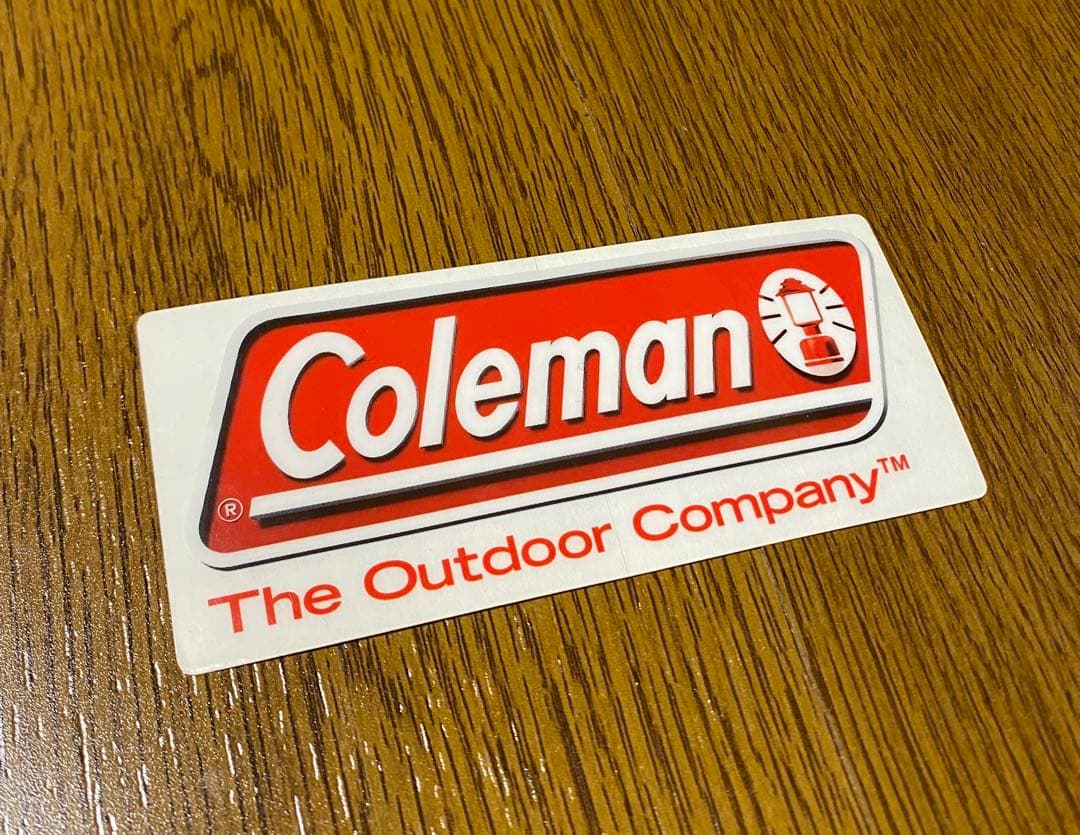 Coleman
®
The Outdoor Company™